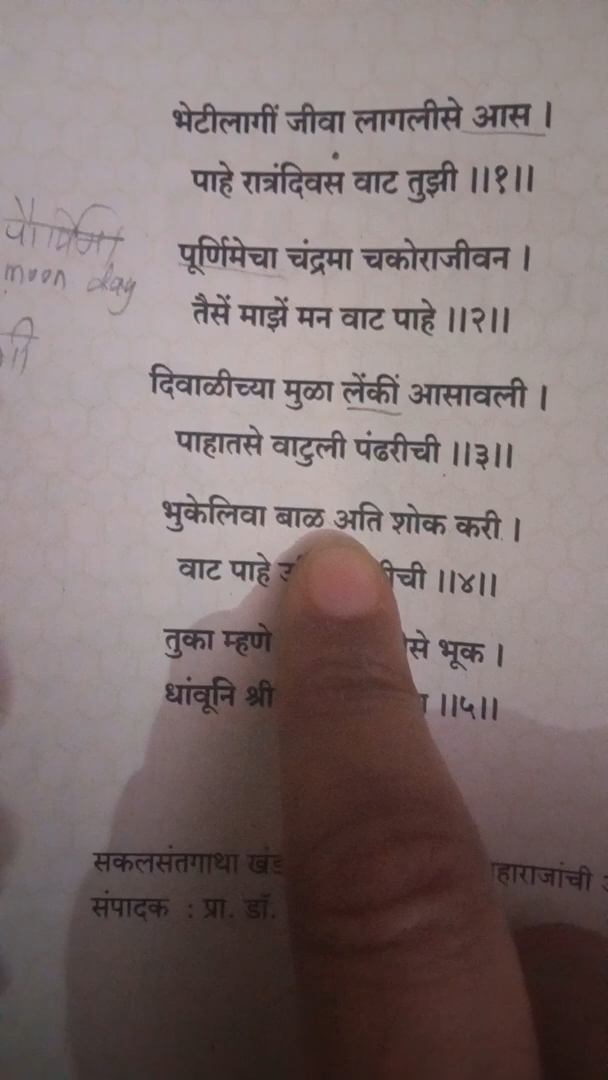 भेटीलागीं जीवा लागलीसे आस ।
पाहे रात्रंदिवस वाट तुझी ।।१।।
पूर्णिमेचा चंद्रमा चकोराजीवन ।
तैसें माझें मन वाट पाहे ।।२।।
moon day
दिवाळीच्या मुळा लेंकीं आसावली ।
पाहातसे वाटुली पंढरीची ।।३।।
भुकेलिवा बाळ अति शोक करी ।
वाट पाहे ीची ।।४।।
तुका म्हणे से भूक ।
धांवूनि श्री ।।५।।
सकलसंतगाथा खंड हाराजांची
संपादक : प्रा. डॉ.